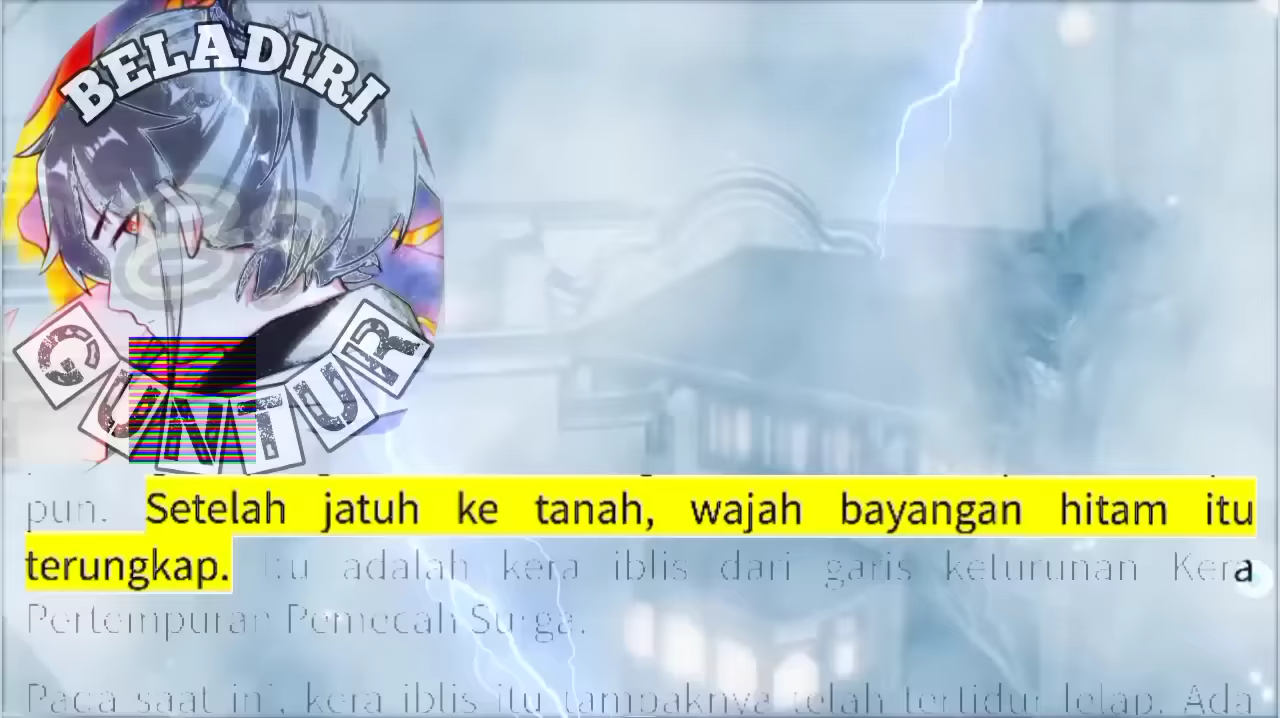 BELADIRI
GUNTUR
pun. Setelah jatuh ke tanah, wajah bayangan hitam itu
terungkap. Itu adalah kera iblis dari garis keturunan Kera
Pertempuran Pemecah Surga.
Pada saat ini, kera iblis itu tampaknya telah tertidur lelap. Ada